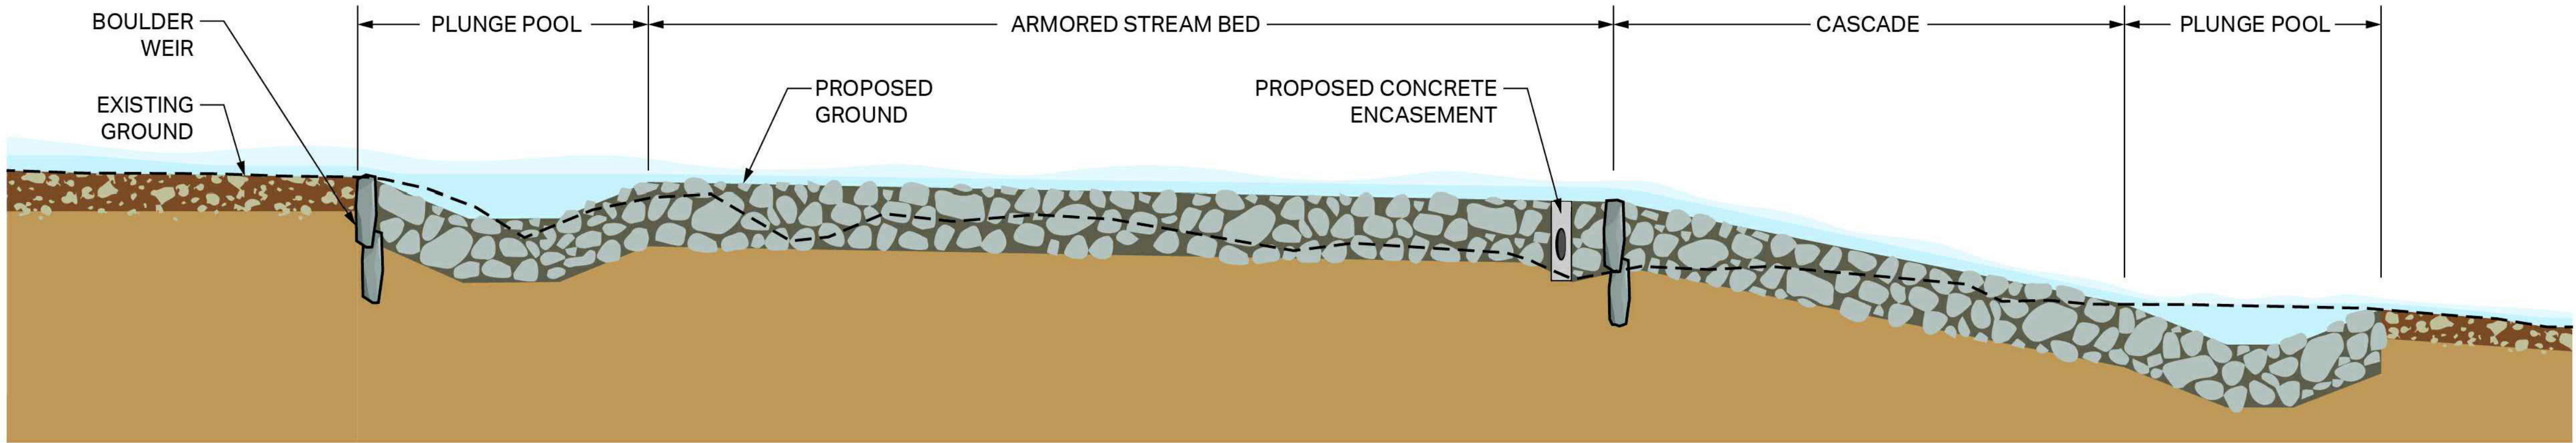 BOULDER
WEIR
PLUNGE POOL
ARMORED STREAM BED
CASCADE
PLUNGE POOL
EXISTING
GROUND
PROPOSED
GROUND
PROPOSED CONCRETE
ENCASEMENT